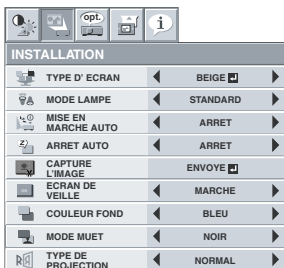 opt.
i
INSTALLATION
TYPE D' ECRAN BEIGE
MODE LAMPE STANDARD
MISE EN
MARCHE AUTO ARRET
ARRET AUTO ARRET
CAPTURE
L'IMAGE ENVOYE
ECRAN DE
VEILLE MARCHE
COULEUR FOND BLEU
MODE MUET NOIR
TYPE DE
PROJECTION NORMAL